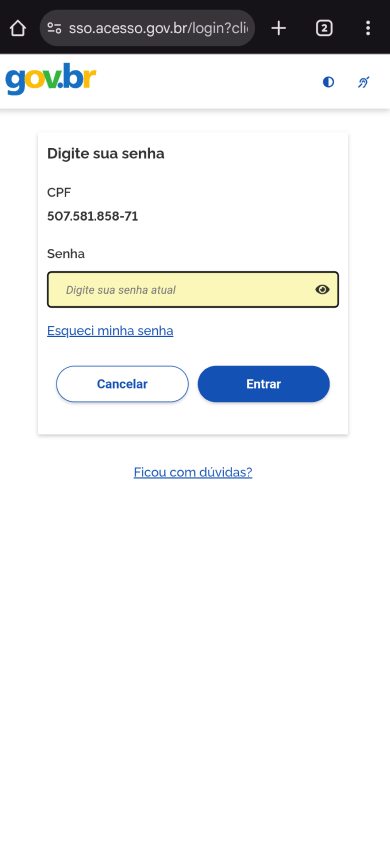 sso.acesso.gov.br/login?cli
2
gov.br
Digite sua senha
CPF
507.581.858-71
Senha
Digite sua senha atual
Esqueci minha senha
Cancelar
Entrar
Ficou com dúvidas?